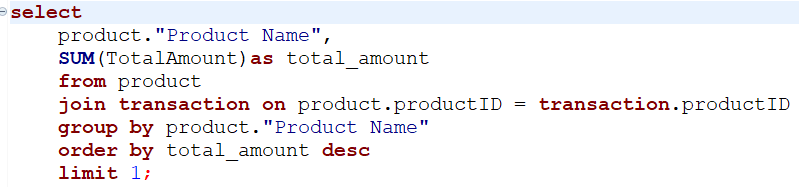 select
product."Product Name",
SUM(TotalAmount)as total_amount
from product
join transaction on product.productID = transaction.productID
group by product."Product Name"
order by total_amount desc
limit 1;